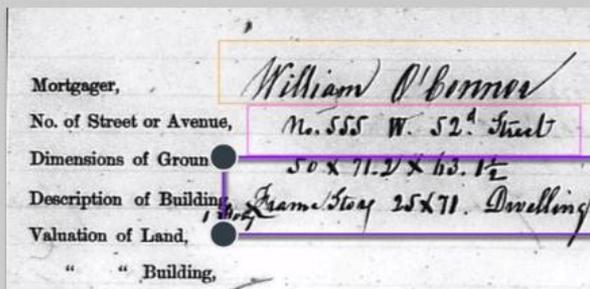 Mortgager, William O'Connor
No. of Street or Avenue, No. 555 W. 52d Street
Dimensions of Groun 50 X 71.2 X 63.1½
Description of Building, Frame Story 25X71. Dwelling
Valuation of Land,
" " Building,